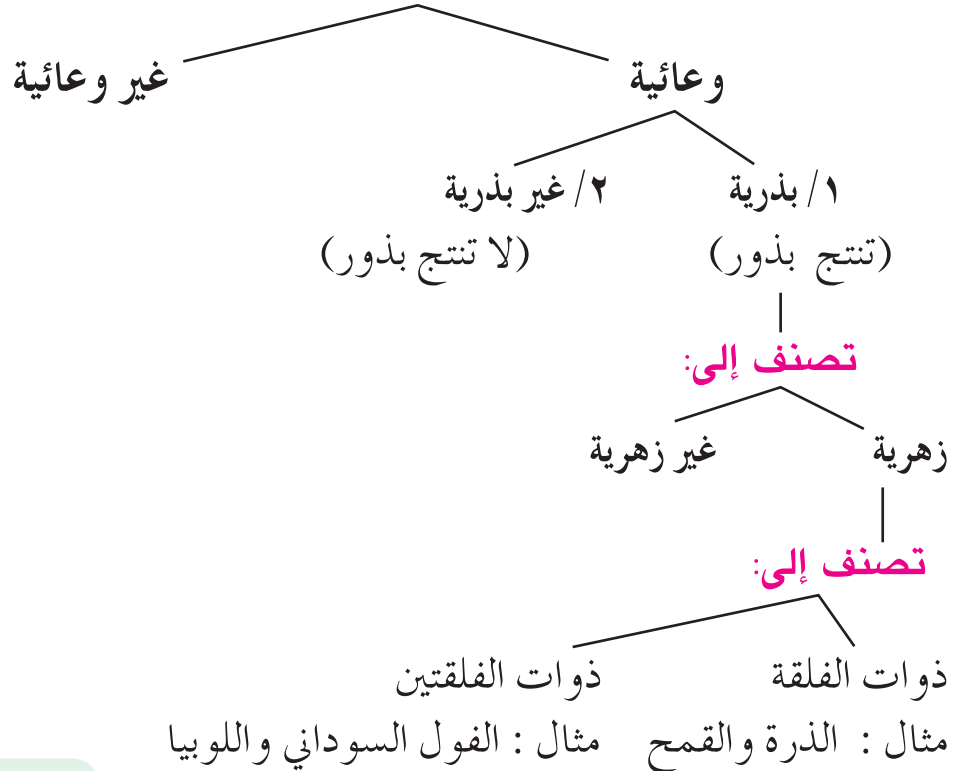 وعائية غير وعائية
١/ بذرية ٢/ غير بذرية
(تنتج بذور) (لا تنتج بذور)
تصنف إلى:
زهرية غير زهرية
تصنف إلى:
ذوات الفلقة ذوات الفلقتين
مثال : الذرة والقمح مثال : الفول السوداني واللوبيا